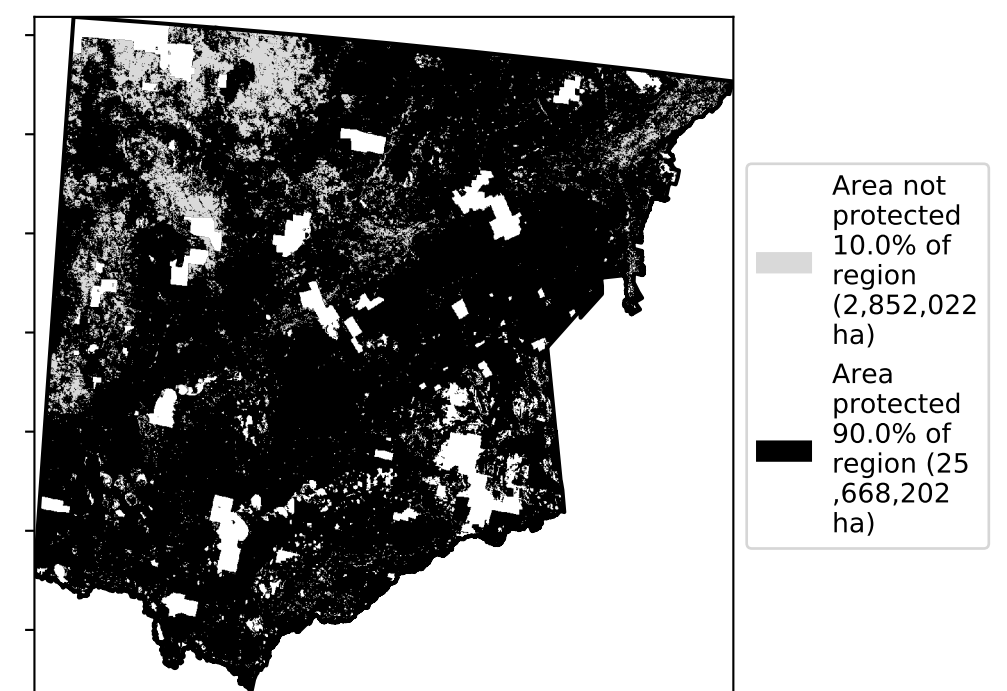 Area not
protected
10.0% of
region
(2,852,022
ha)
Area
protected
90.0% of
region (25
,668,202
ha)